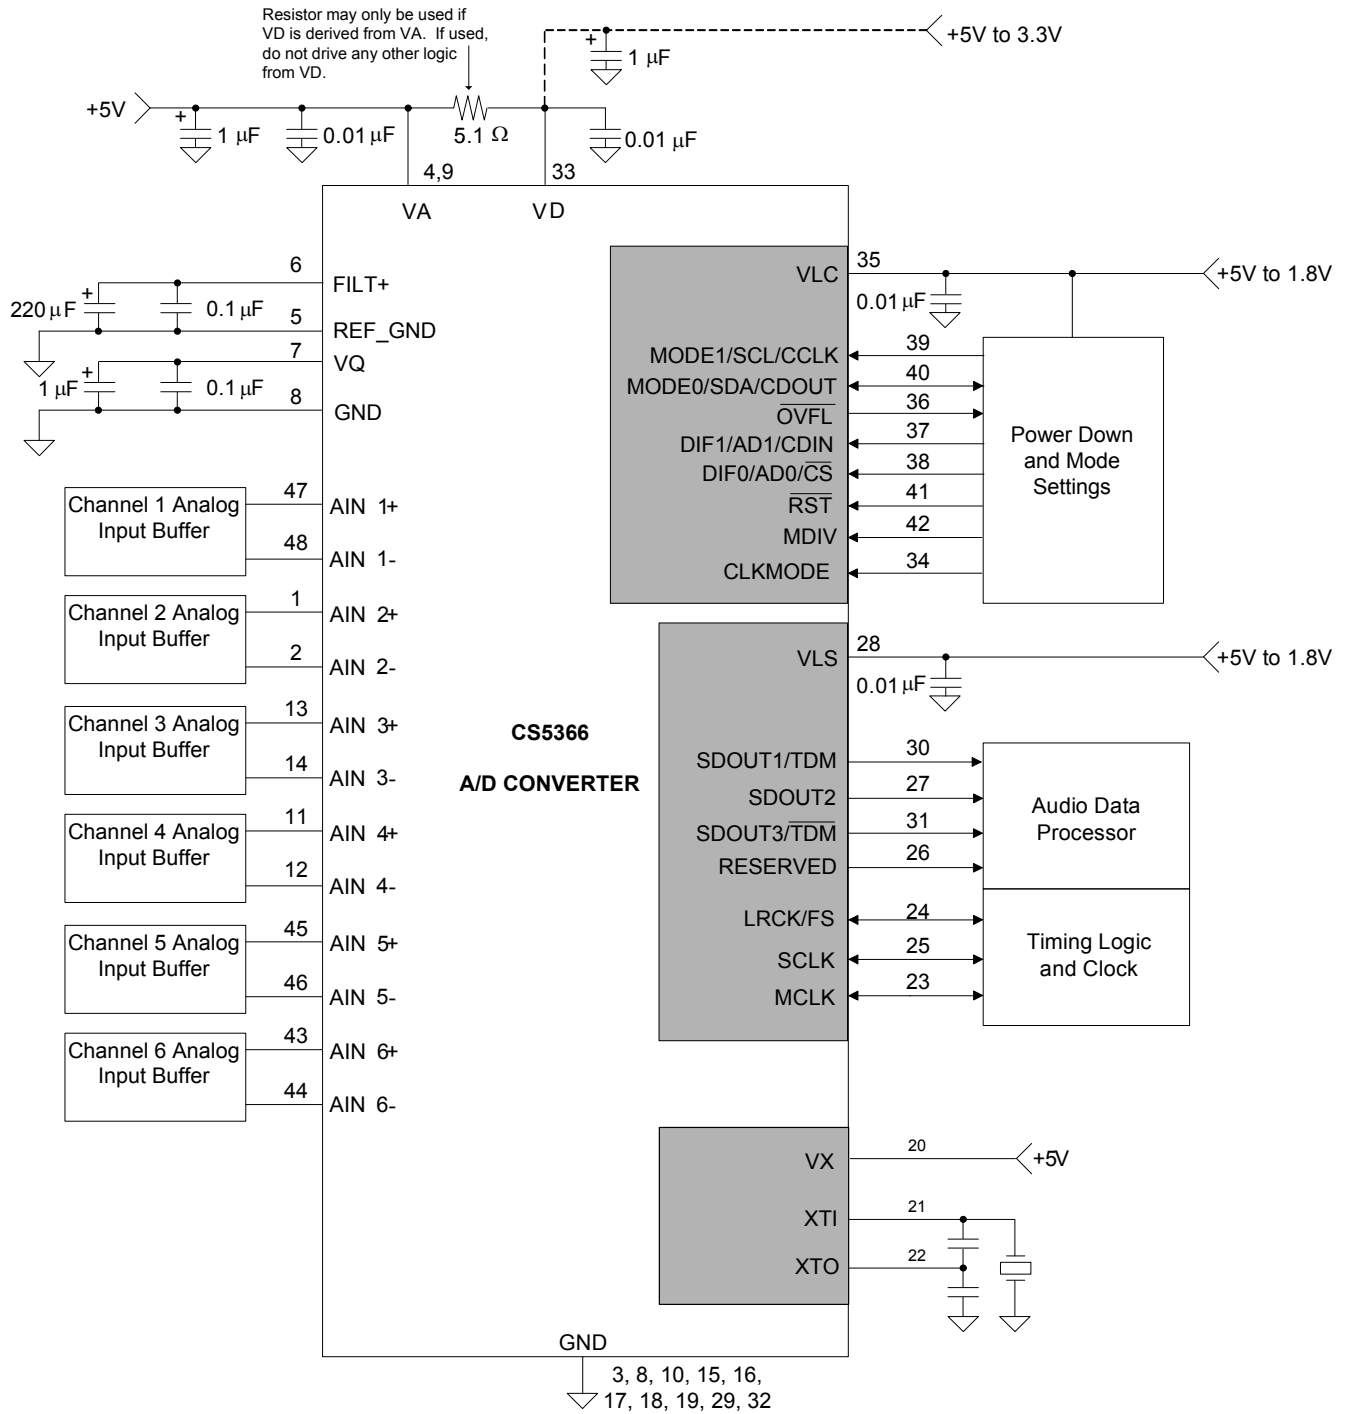 Resistor may only be used if
VD is derived from VA. If used,
do not drive any other logic
from VD.
+5V to 3.3V
+
1 µF
+5V
+
1 µF
0.01 µF
5.1 Ω
0.01 µF
4,9
33
VA
VD
6
FILT+
220 µF
+
0.1 µF
5
REF_GND
7
VQ
1 µF
+
0.1 µF
8
GND
VLC
35
+5V to 1.8V
0.01 µF
MODE1/SCL/CCLK
39
MODE0/SDA/CDOUT
40
OVFL
36
DIF1/AD1/CDIN
37
DIF0/AD0/CS
38
RST
41
MDIV
42
CLKMODE
34
Power Down
and Mode
Settings
Channel 1 Analog
Input Buffer
47
AIN 1+
48
AIN 1-
Channel 2 Analog
Input Buffer
1
AIN 2+
2
AIN 2-
Channel 3 Analog
Input Buffer
13
AIN 3+
14
AIN 3-
Channel 4 Analog
Input Buffer
11
AIN 4+
12
AIN 4-
Channel 5 Analog
Input Buffer
45
AIN 5+
46
AIN 5-
Channel 6 Analog
Input Buffer
43
AIN 6+
44
AIN 6-
CS5366
A/D CONVERTER
VLS
28
+5V to 1.8V
0.01 µF
SDOUT1/TDM
30
SDOUT2
27
SDOUT3/TDM
31
RESERVED
26
Audio Data
Processor
LRCK/FS
24
SCLK
25
MCLK
23
Timing Logic
and Clock
VX
20
+5V
XTI
21
XTO
22
GND
3, 8, 10, 15, 16,
17, 18, 19, 29, 32